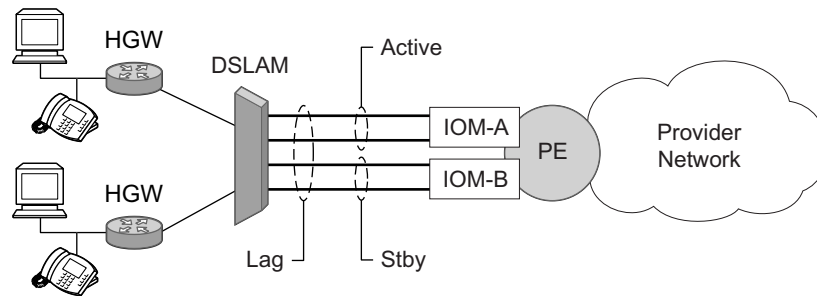 HGW
DSLAM
Active
IOM-A
IOM-B
PE
Provider
Network
HGW
Lag
Stby